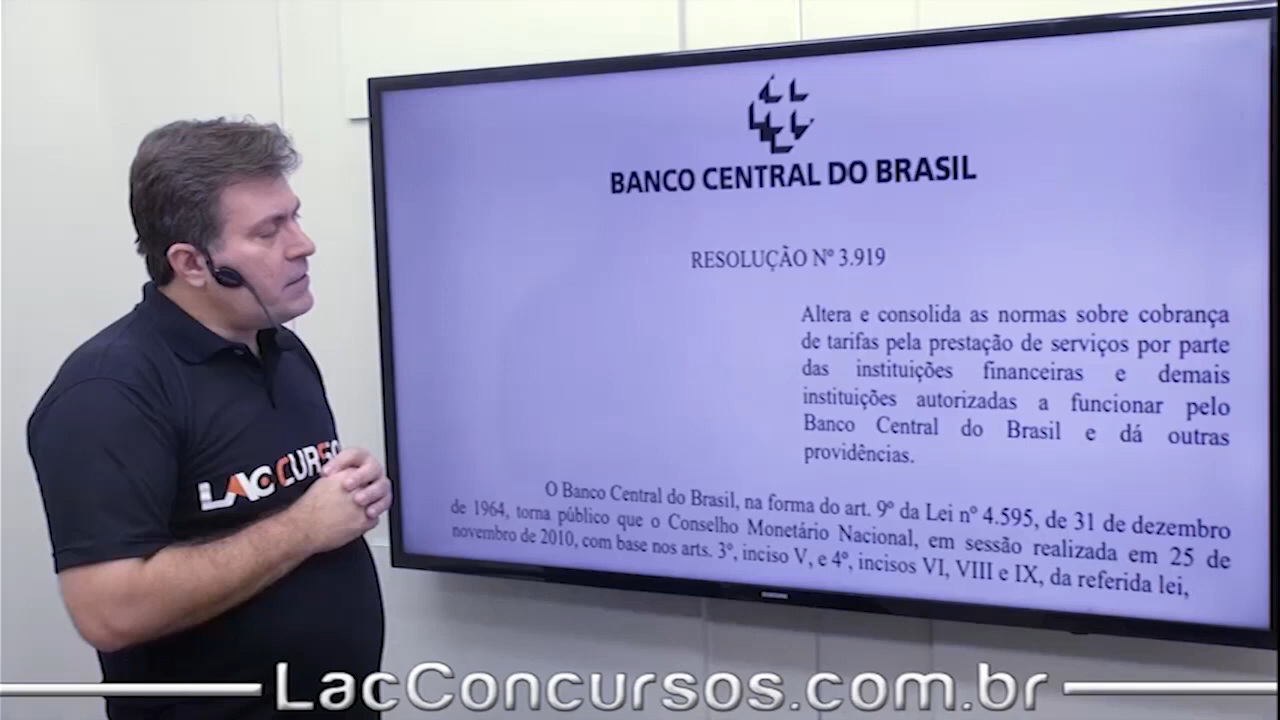 BANCO CENTRAL DO BRASIL
RESOLUÇÃO Nº 3.919
Altera e consolida as normas sobre cobrança
de tarifas pela prestação de serviços por parte
das instituições financeiras e demais
instituições autorizadas a funcionar pelo
Banco Central do Brasil e dá outras
providências.
O Banco Central do Brasil, na forma do art. 9º da Lei nº 4.595, de 31 de dezembro
de 1964, torna público que o Conselho Monetário Nacional, em sessão realizada em 25 de
novembro de 2010, com base nos arts. 3º, inciso V, e 4º, incisos VI, VIII e IX, da referida lei,
LAC CURSO
SAMSUNG
LacConcursos.com.br